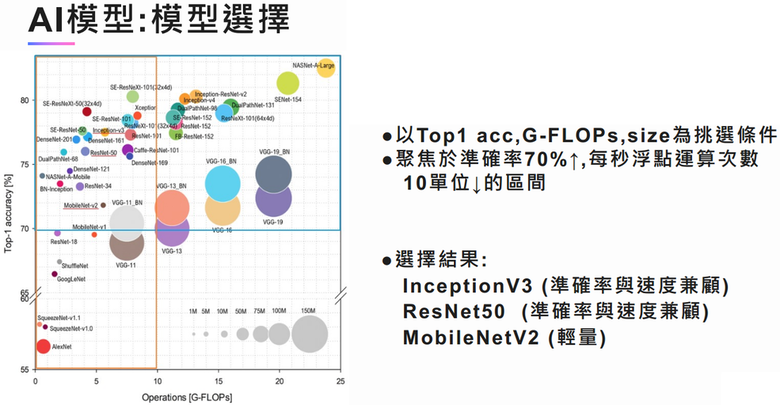 AI模型:模型選擇
NASNet-A-Large
SE-ResNeXt-101(32x4d)
Inception-ResNet-v2
SENet-154
SE-ResNeXt-50(32x4d)
Xception
Inception-v4
DualPathNet-98
DualPathNet-131
SE-ResNet-101
SE-ResNet-152
ResNeXt-101(64x4d)
SE-ResNet-50
Inception-v3
ResNeXt-101(32x4d)
ResNet-152
DenseNet-201
DenseNet-161
ResNet-101
FB-ResNet-152
DualPathNet-68
ResNet-50
Caffe-ResNet-101
DenseNet-169
VGG-16_BN
VGG-19_BN
DenseNet-121
NASNet-A-Mobile
BN-Inception
ResNet-34
VGG-13_BN
MobileNet-v2
VGG-11_BN
MobileNet-v1
VGG-16
VGG-19
ResNet-18
VGG-11
VGG-13
ShuffleNet
GoogLeNet
1M 5M 10M 50M 75M 100M 150M
SqueezeNet-v1.1
SqueezeNet-v1.0
AlexNet
Top-1 accuracy [%]
80
75
70
65
60
55
0 5 10 15 20 25
Operations [G-FLOPs]
●以Top1 acc,G-FLOPs,size為挑選條件
●聚焦於準確率70%↑,每秒浮點運算次數
10單位↓的區間
●選擇結果:
InceptionV3 (準確率與速度兼顧)
ResNet50 (準確率與速度兼顧)
MobileNetV2 (輕量)